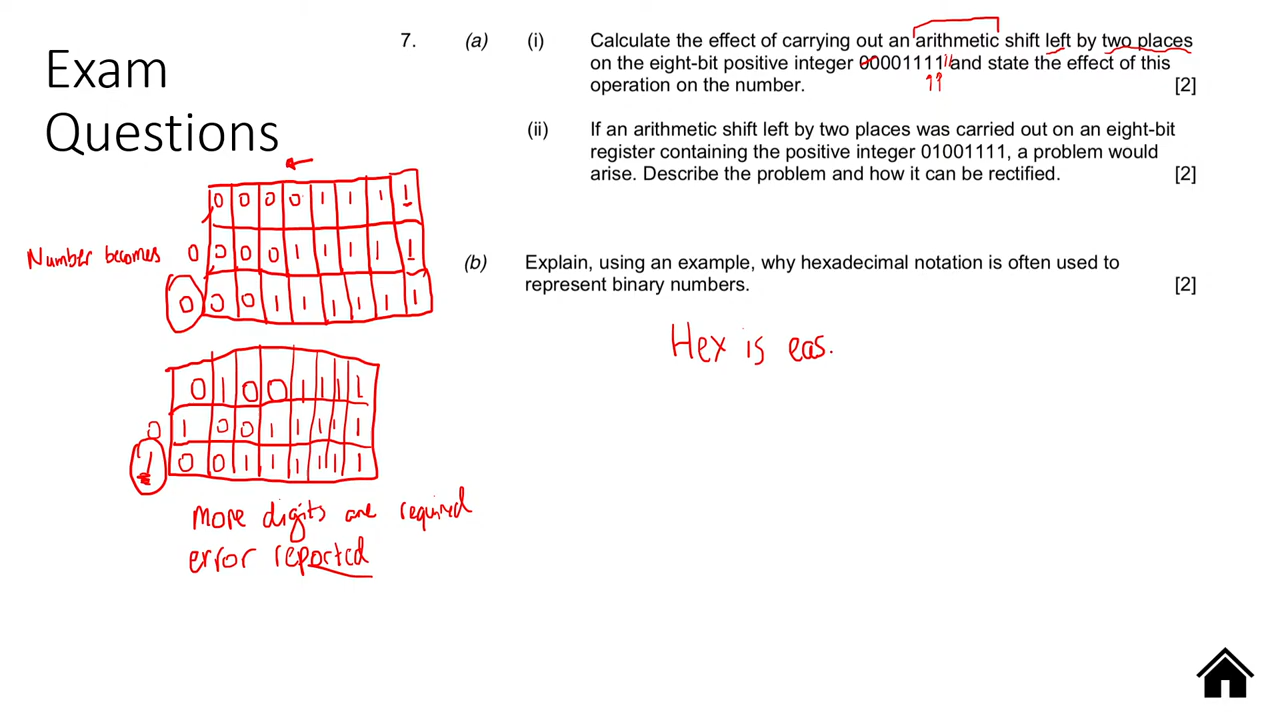 Exam
Questions
7. (a) (i) Calculate the effect of carrying out an arithmetic shift left by two places
on the eight-bit positive integer 00001111 11 and state the effect of this
operation on the number. [2]
(ii) If an arithmetic shift left by two places was carried out on an eight-bit
register containing the positive integer 01001111, a problem would
arise. Describe the problem and how it can be rectified. [2]
(b) Explain, using an example, why hexadecimal notation is often used to
represent binary numbers. [2]
0 0 0 0 1 1 1 1
Number becomes 0 0 0 0 1 1 1 1 1
0 0 0 1 1 1 1 1 1
Hex is eas.
0 1 0 0 1 1 1 1
0 1 0 0 1 1 1 1 1
1 0 0 1 1 1 1 1 1
More digits are required
error reported